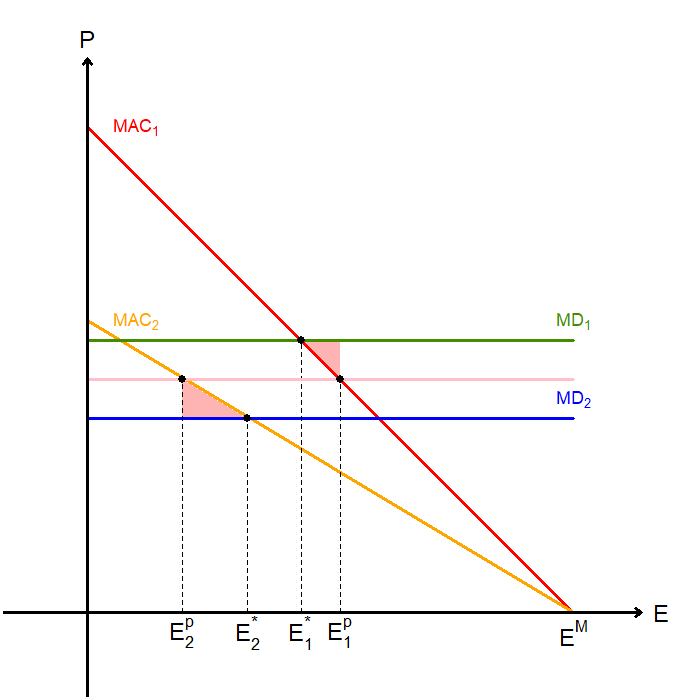 P
MAC₁
MAC₂
MD₁
MD₂
E
E₂ᵖ
E₂*
E₁*
E₁ᵖ
Eᴹ